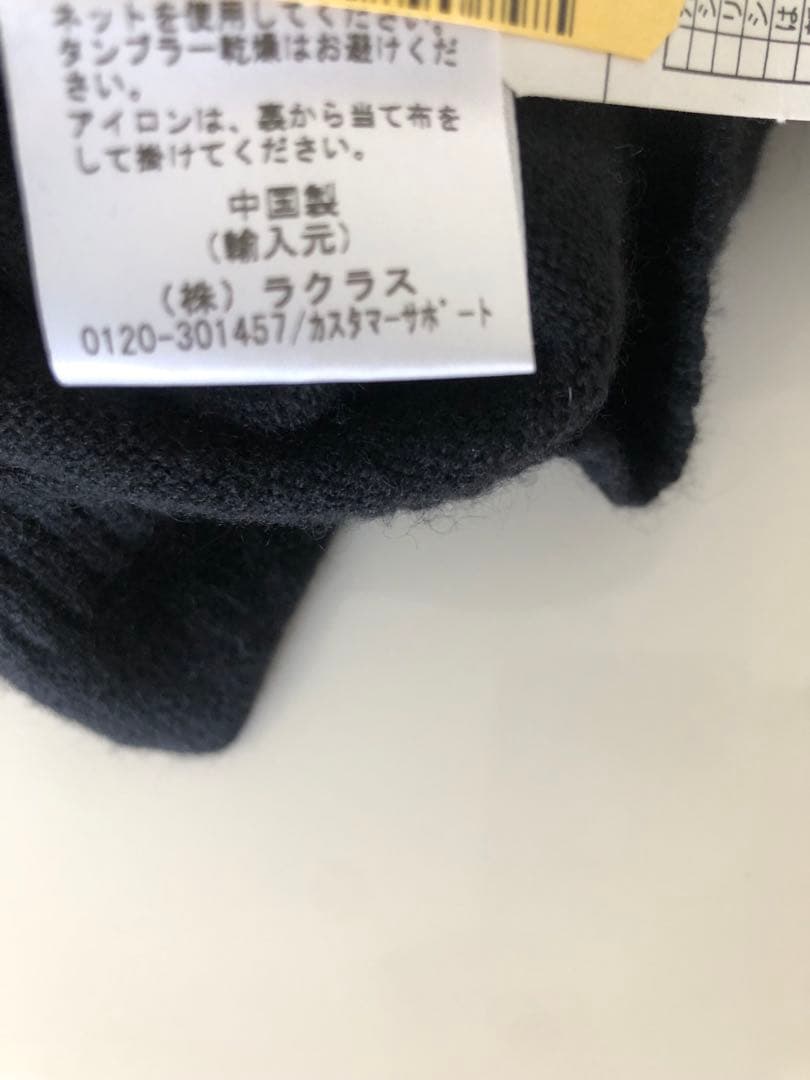 ネットを使用してください。
タンブラー乾燥はお避けくだ
さい。
アイロンは、裏から当て布を
して掛けてください。
中国製
(輸入元)
(株) ラクラス
0120-301457/カスタマーサポート